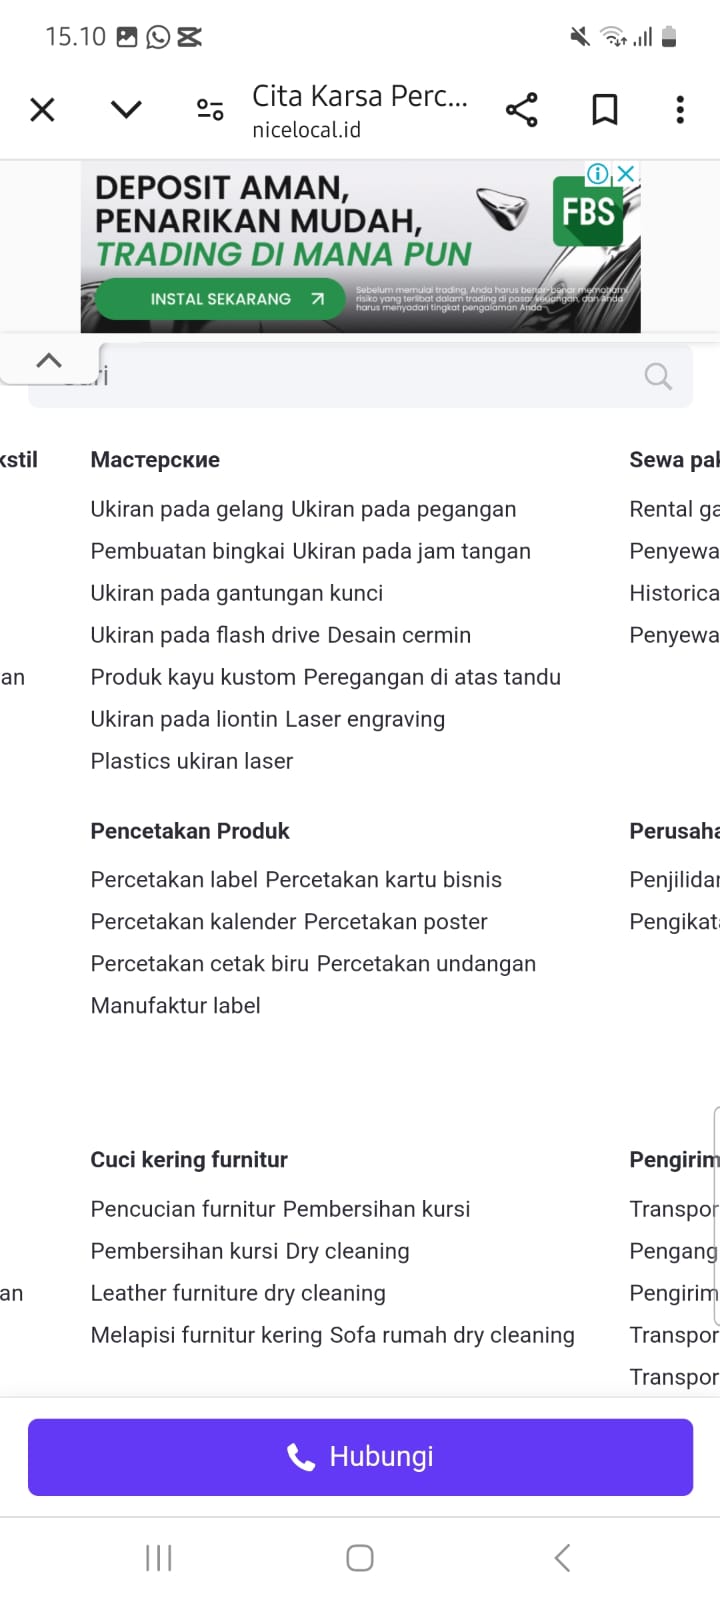 15.10
Cita Karsa Perc...
nicelocal.id
DEPOSIT AMAN,
PENARIKAN MUDAH,
TRADING DI MANA PUN
FBS
INSTAL SEKARANG
Sebelum memulai trading, Anda harus benar-benar memahami
risiko yang terlibat dalam trading di pasar keuangan, dan Anda
harus menyadari tingkat pengalaman Anda
kstil
Мастерские
Sewa pak
Ukiran pada gelang Ukiran pada pegangan
Rental ga
Pembuatan bingkai Ukiran pada jam tangan
Penyewa
Ukiran pada gantungan kunci
Historica
Ukiran pada flash drive Desain cermin
Penyewa
an
Produk kayu kustom Peregangan di atas tandu
Ukiran pada liontin Laser engraving
Plastics ukiran laser
Pencetakan Produk
Perusaha
Percetakan label Percetakan kartu bisnis
Penjilidan
Percetakan kalender Percetakan poster
Pengikata
Percetakan cetak biru Percetakan undangan
Manufaktur label
Cuci kering furnitur
Pengirim
Pencucian furnitur Pembersihan kursi
Transpor
Pembersihan kursi Dry cleaning
Pengang
an
Leather furniture dry cleaning
Pengirim
Melapisi furnitur kering Sofa rumah dry cleaning
Transpor
Transpor
Hubungi